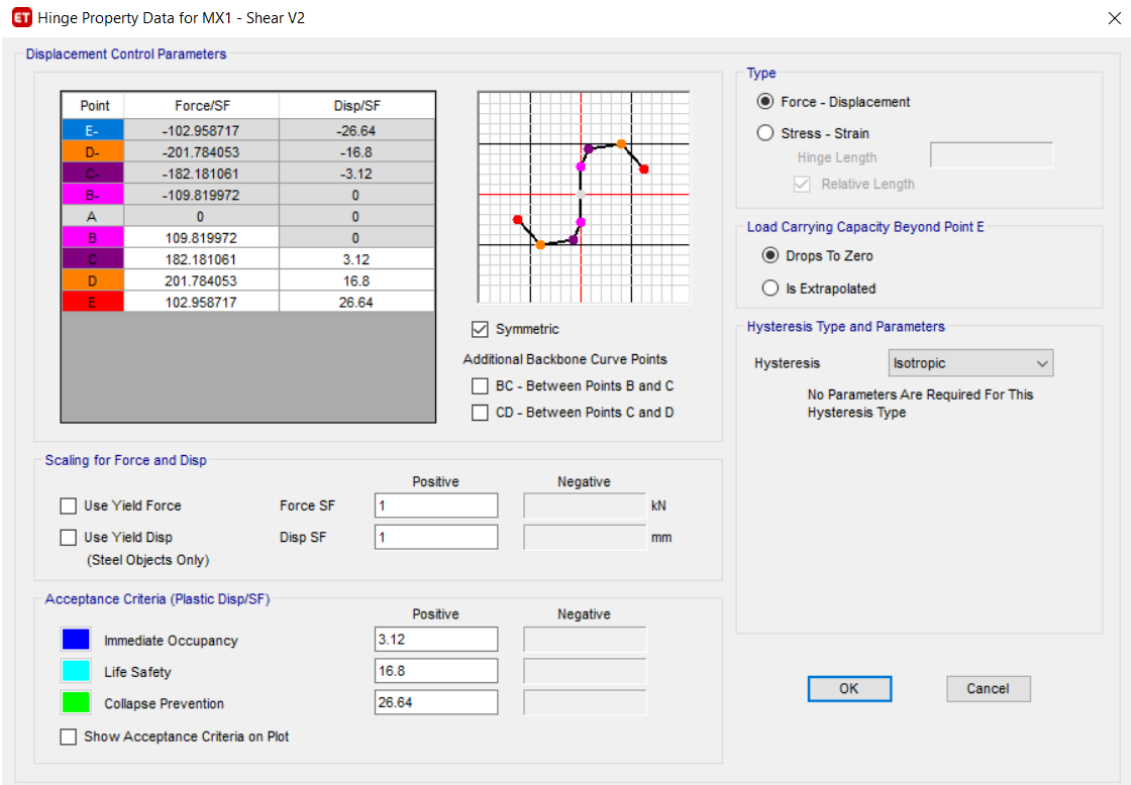 ET Hinge Property Data for MX1 - Shear V2
Displacement Control Parameters
Point Force/SF Disp/SF
E- -102.958717 -26.64
D- -201.784053 -16.8
C- -182.181061 -3.12
B- -109.819972 0
A 0 0
B 109.819972 0
C 182.181061 3.12
D 201.784053 16.8
E 102.958717 26.64
Symmetric
Additional Backbone Curve Points
BC - Between Points B and C
CD - Between Points C and D
Scaling for Force and Disp
Positive Negative
Use Yield Force Force SF 1 kN
Use Yield Disp Disp SF 1 mm
(Steel Objects Only)
Acceptance Criteria (Plastic Disp/SF)
Positive Negative
Immediate Occupancy 3.12
Life Safety 16.8
Collapse Prevention 26.64
Show Acceptance Criteria on Plot
Type
Force - Displacement
Stress - Strain
Hinge Length
Relative Length
Load Carrying Capacity Beyond Point E
Drops To Zero
Is Extrapolated
Hysteresis Type and Parameters
Hysteresis Isotropic
No Parameters Are Required For This
Hysteresis Type
OK Cancel